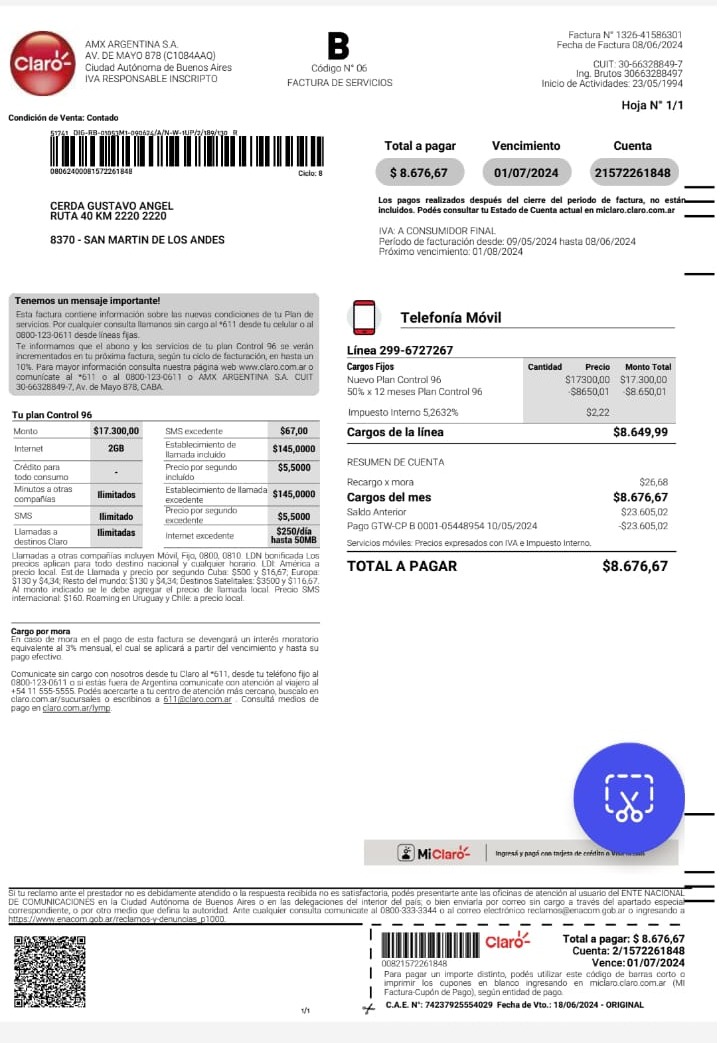 Claro
AMX ARGENTINA S.A.
AV. DE MAYO 878 (C1084AAQ)
Ciudad Autónoma de Buenos Aires
IVA RESPONSABLE INSCRIPTO
B
Código N° 06
FACTURA DE SERVICIOS
Factura N° 1326-41586301
Fecha de Factura 08/06/2024
CUIT: 30-66328849-7
Ing. Brutos 30663288497
Inicio de Actividades: 23/05/1994
Hoja N° 1/1
Condición de Venta: Contado
51741 DIG-RB-01053M1-090624/A/N-W-1UP/2/189/130 R
08062400081572261848
Ciclo: 8
Total a pagar Vencimiento Cuenta
$ 8.676,67 01/07/2024 21572261848
Los pagos realizados después del cierre del periodo de factura, no están
incluidos. Podés consultar tu Estado de Cuenta actual en miclaro.claro.com.ar
CERDA GUSTAVO ANGEL
RUTA 40 KM 2220 2220
8370 - SAN MARTIN DE LOS ANDES
IVA: A CONSUMIDOR FINAL
Período de facturación desde: 09/05/2024 hasta 08/06/2024
Próximo vencimiento: 01/08/2024
Tenemos un mensaje importante!
Esta factura contiene información sobre las nuevas condiciones de tu Plan de
servicios. Por cualquier consulta llamanos sin cargo al *611 desde tu celular o al
0800-123-0611 desde líneas fijas.
Te informamos que el abono y los servicios de tu plan Control 96 se verán
incrementados en tu próxima factura, según tu ciclo de facturación, en hasta un
10%. Para mayor información consulta nuestra página web www.claro.com.ar o
comunícate al *611 o al 0800-123-0611 o AMX ARGENTINA S.A. CUIT
30-66328849-7, Av. de Mayo 878, CABA.
Tu plan Control 96
Monto $17.300,00 SMS excedente $67,00
Internet 2GB Establecimiento de
llamada incluido $145,0000
Crédito para
todo consumo - Precio por segundo
incluido $5,5000
Minutos a otras
compañías Ilimitados Establecimiento de llamada
excedente $145,0000
SMS Ilimitado Precio por segundo
excedente $5,5000
Llamadas a
destinos Claro Ilimitadas Internet excedente $250/día
hasta 50MB
Llamadas a otras compañías incluyen Móvil, Fijo, 0800, 0810. LDN bonificada Los
precios aplican para todo destino nacional y cualquier horario. LDI: América a
precio local. Est.de Llamada y precio por segundo Cuba: $500 y $16,67; Europa:
$130 y $4,34; Resto del mundo: $130 y $4,34; Destinos Satelitales: $3500 y $116,67.
Al monto indicado se le debe agregar el precio de llamada local. Precio SMS
internacional: $160. Roaming en Uruguay y Chile: a precio local.
Cargo por mora
En caso de mora en el pago de esta factura se devengará un interés moratorio
equivalente al 3% mensual, el cual se aplicará a partir del vencimiento y hasta su
pago efectivo.
Comunicate sin cargo con nosotros desde tu Claro al *611, desde tu teléfono fijo al
0800-123-0611 o si estás fuera de Argentina comunicate con atención al viajero al
+54 11 555-5555. Podés acercarte a tu centro de atención más cercano, buscalo en
claro.com.ar/sucursales o escribinos a 611@claro.com.ar . Consultá medios de
pago en claro.com.ar/lymp.
Telefonía Móvil
Línea 299-6727267
Cargos Fijos Cantidad Precio Monto Total
Nuevo Plan Control 96 $17300,00 $17.300,00
50% x 12 meses Plan Control 96 -$8650,01 -$8.650,01
Impuesto Interno 5,2632% $2,22
Cargos de la línea $8.649,99
RESUMEN DE CUENTA
Recargo x mora $26,68
Cargos del mes $8.676,67
Saldo Anterior $23.605,02
Pago GTW-CP B 0001-05448954 10/05/2024 -$23.605,02
Servicios móviles: Precios expresados con IVA e Impuesto Interno.
TOTAL A PAGAR $8.676,67
Mi Claro
Ingresá y pagá con tarjeta de crédito o
Si tu reclamo ante el prestador no es debidamente atendido o la respuesta recibida no es satisfactoria, podés presentarte ante las oficinas de atención al usuario del ENTE NACIONAL
DE COMUNICACIONES en la Ciudad Autónoma de Buenos Aires o en las delegaciones del interior del país; o bien enviarla por correo sin cargo a través del apartado especial
correspondiente, o por otro medio que defina la autoridad. Ante cualquier consulta comunicate al 0800-333-3344 o al correo electrónico reclamos@enacom.gob.ar o ingresando a
https://www.enacom.gob.ar/reclamos-y-denuncias_p1000.
00821572261848
Claro
Total a pagar: $ 8.676,67
Cuenta: 2/1572261848
Vence: 01/07/2024
Para pagar un importe distinto, podés utilizar este código de barras corto o
imprimir los cupones en blanco ingresando en miclaro.claro.com.ar (MI
Factura-Cupón de Pago), según entidad de pago.
C.A.E. N°: 74237925554029 Fecha de Vto.: 18/06/2024 - ORIGINAL
1/1